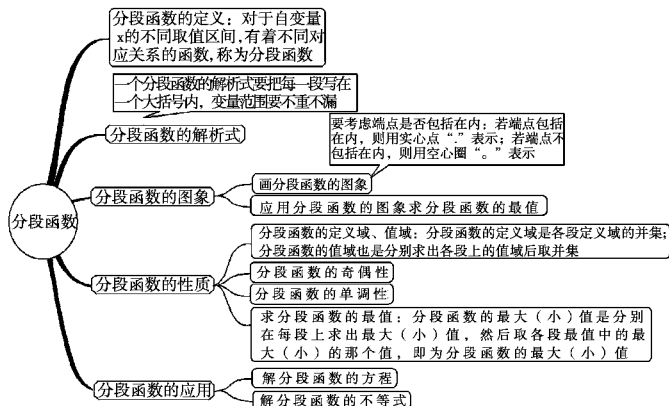 分段函数的定义：对于自变量
x的不同取值区间,有着不同对
应关系的函数,称为分段函数
一个分段函数的解析式要把每一段写在
一个大括号内，变量范围要不重不漏
分段函数的解析式
要考虑端点是否包括在内；若端点包括
在内，则用实心点“.”表示；若端点不
包括在内，则用空心圈“。”表示
分段函数的图象
画分段函数的图象
应用分段函数的图象求分段函数的最值
分段函数
分段函数的性质
分段函数的定义域、值域：分段函数的定义域是各段定义域的并集；
分段函数的值域也是分别求出各段上的值域后取并集
分段函数的奇偶性
分段函数的单调性
求分段函数的最值：分段函数的最大（小）值是分别
在每段上求出最大（小）值，然后取各段最值中的最
大（小）的那个值，即为分段函数的最大（小）值
分段函数的应用
解分段函数的方程
解分段函数的不等式